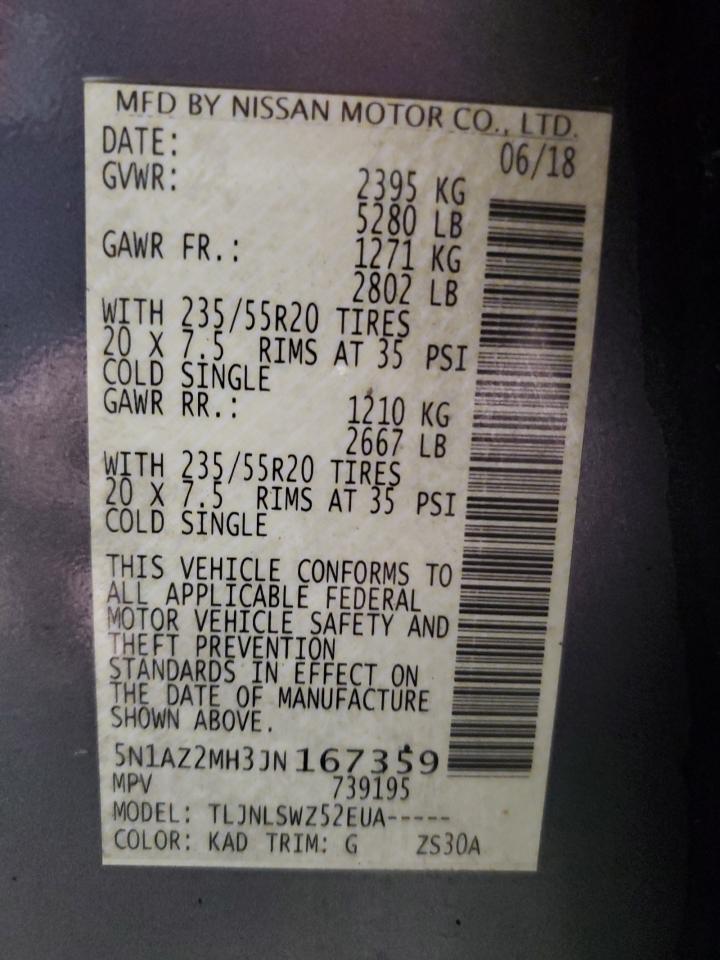 MFD BY NISSAN MOTOR CO., LTD.
DATE: 06/18
GVWR: 2395 KG
5280 LB
GAWR FR.: 1271 KG
2802 LB
WITH 235/55R20 TIRES
20 X 7.5 RIMS AT 35 PSI
COLD SINGLE
GAWR RR.: 1210 KG
2667 LB
WITH 235/55R20 TIRES
20 X 7.5 RIMS AT 35 PSI
COLD SINGLE
THIS VEHICLE CONFORMS TO
ALL APPLICABLE FEDERAL
MOTOR VEHICLE SAFETY AND
THEFT PREVENTION
STANDARDS IN EFFECT ON
THE DATE OF MANUFACTURE
SHOWN ABOVE.
5N1AZ2MH3JN167359
MPV 739195
MODEL: TLJNLSWZ52EUA-----
COLOR: KAD TRIM: G ZS30A